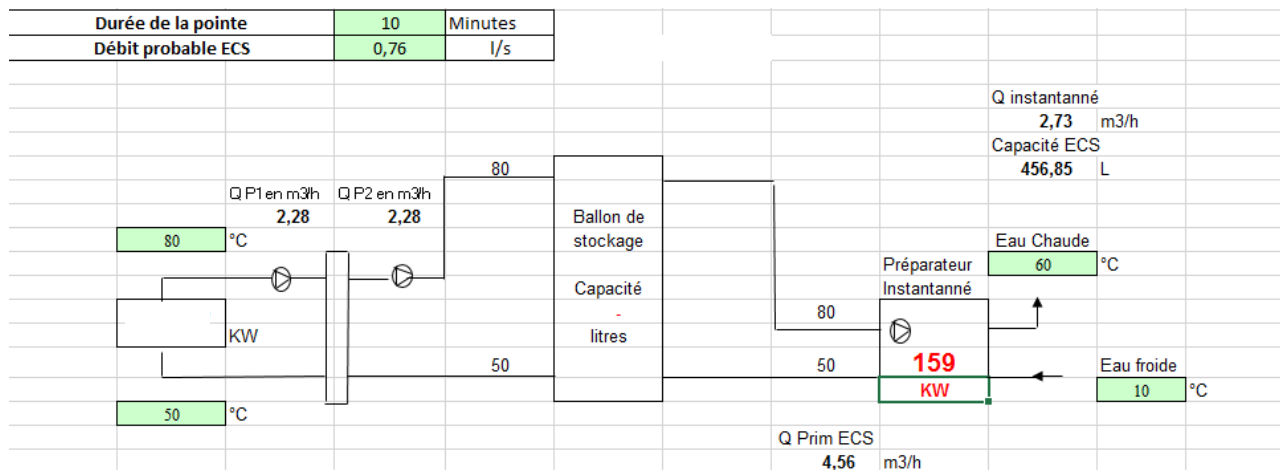 Durée de la pointe 10 Minutes
Débit probable ECS 0,76 l/s
Q instantanné
2,73 m3/h
Capacité ECS
456,85 L
80
Q P1 en m3/h Q P2 en m3/h
2,28 2,28
80 °C
Ballon de
stockage
Capacité
-
litres
KW
50
50 °C
Eau Chaude
60 °C
Préparateur
Instantanné
80
159
KW
50
Eau froide
10 °C
Q Prim ECS
4,56 m3/h